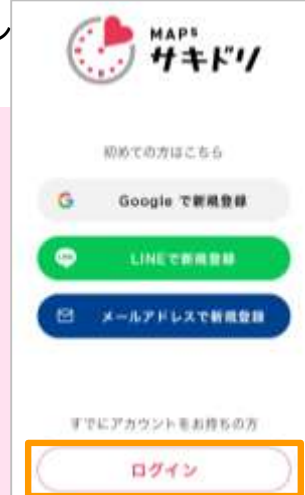 ン
MAPS
サキドリ
初めての方はこちら
Google で新規登録
LINEで新規登録
メールアドレスで新規登録
すでにアカウントをお持ちの方
ログイン